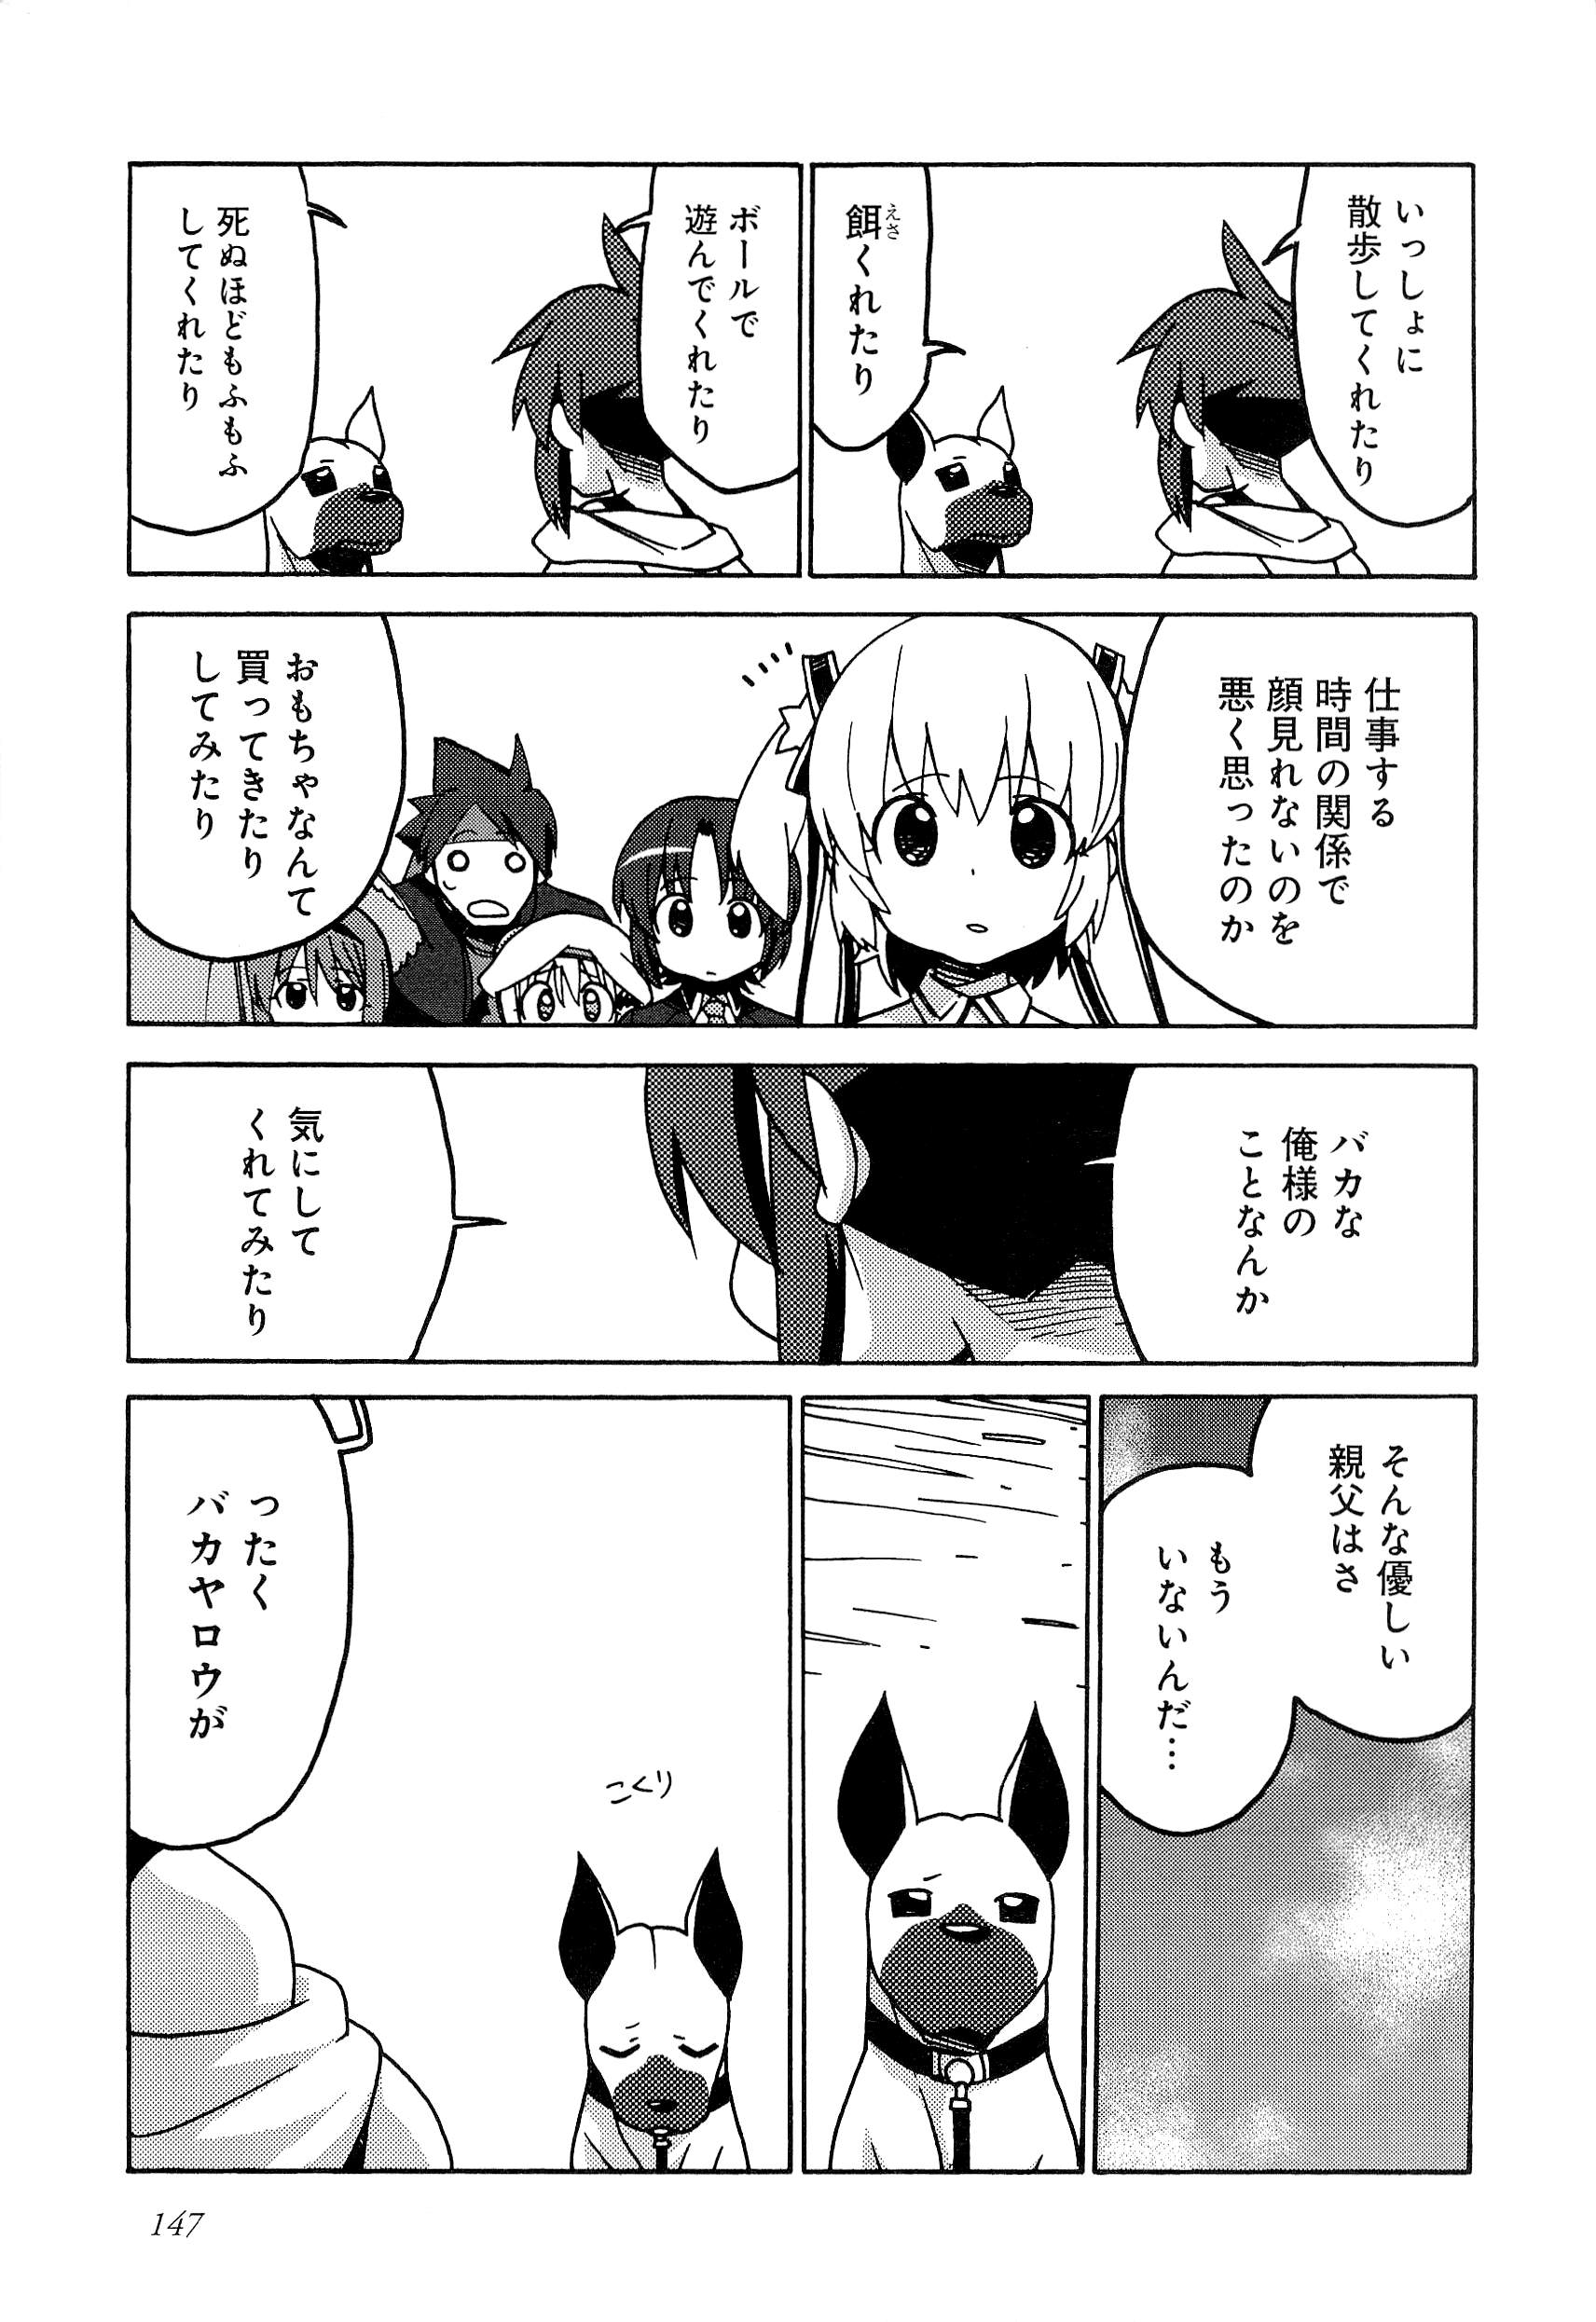 いっしょに
散歩してくれたり
餌くれたり
えさ
ボールで
遊んでくれたり
死ぬほどもふもふ
してくれたり
仕事する
時間の関係で
顔見れないのを
悪く思ったのか
おもちゃなんて
買ってきたり
してみたり
バカな
俺様の
ことなんか
気にして
くれてみたり
そんな優しい
親父はさ
もう
いないんだ…
こくり
ったく
バカヤロウが
147